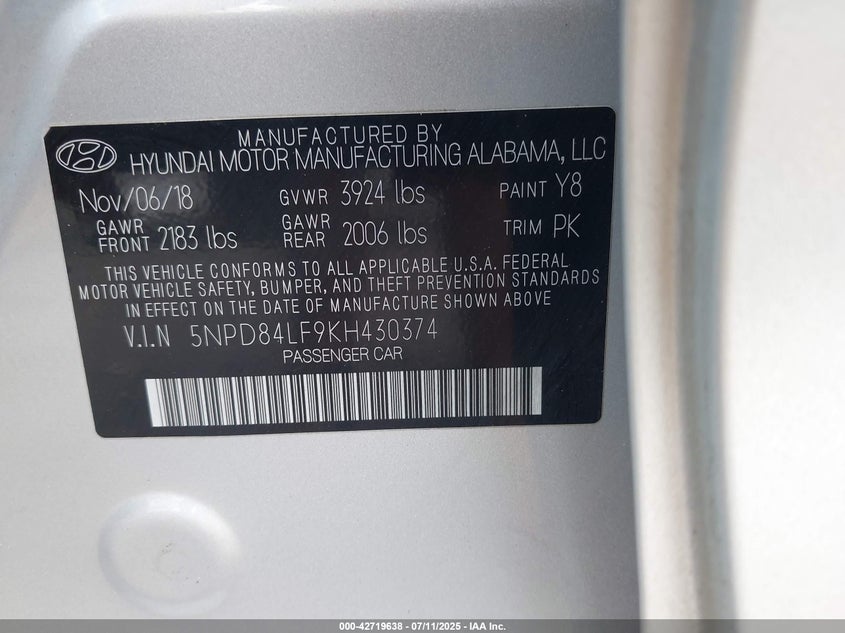 MANUFACTURED BY
HYUNDAI MOTOR MANUFACTURING ALABAMA, LLC
Nov/06/18 GVWR 3924 lbs PAINT Y8
GAWR FRONT 2183 lbs GAWR REAR 2006 lbs TRIM PK
THIS VEHICLE CONFORMS TO ALL APPLICABLE U.S.A. FEDERAL
MOTOR VEHICLE SAFETY, BUMPER, AND THEFT PREVENTION STANDARDS
IN EFFECT ON THE DATE OF MANUFACTURE SHOWN ABOVE
V.I.N 5NPD84LF9KH430374
PASSENGER CAR
000-42719638 - 07/11/2025 - IAA Inc.